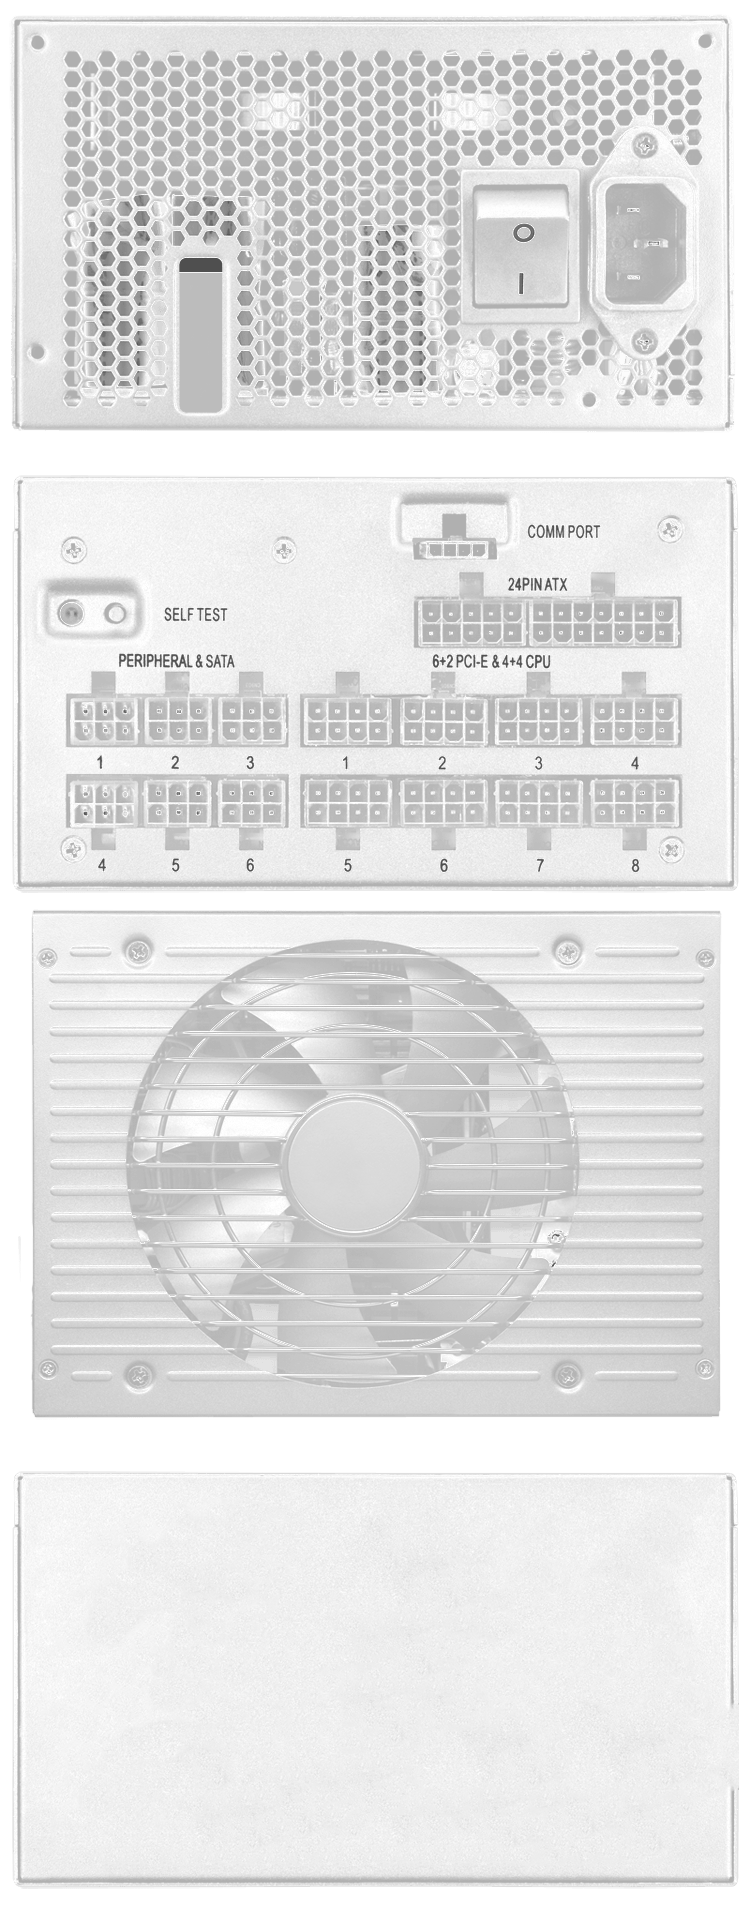 O
I
COMM PORT
24PIN ATX
SELF TEST
PERIPHERAL & SATA
6+2 PCI-E & 4+4 CPU
1 2 3 1 2 3 4
4 5 6 5 6 7 8